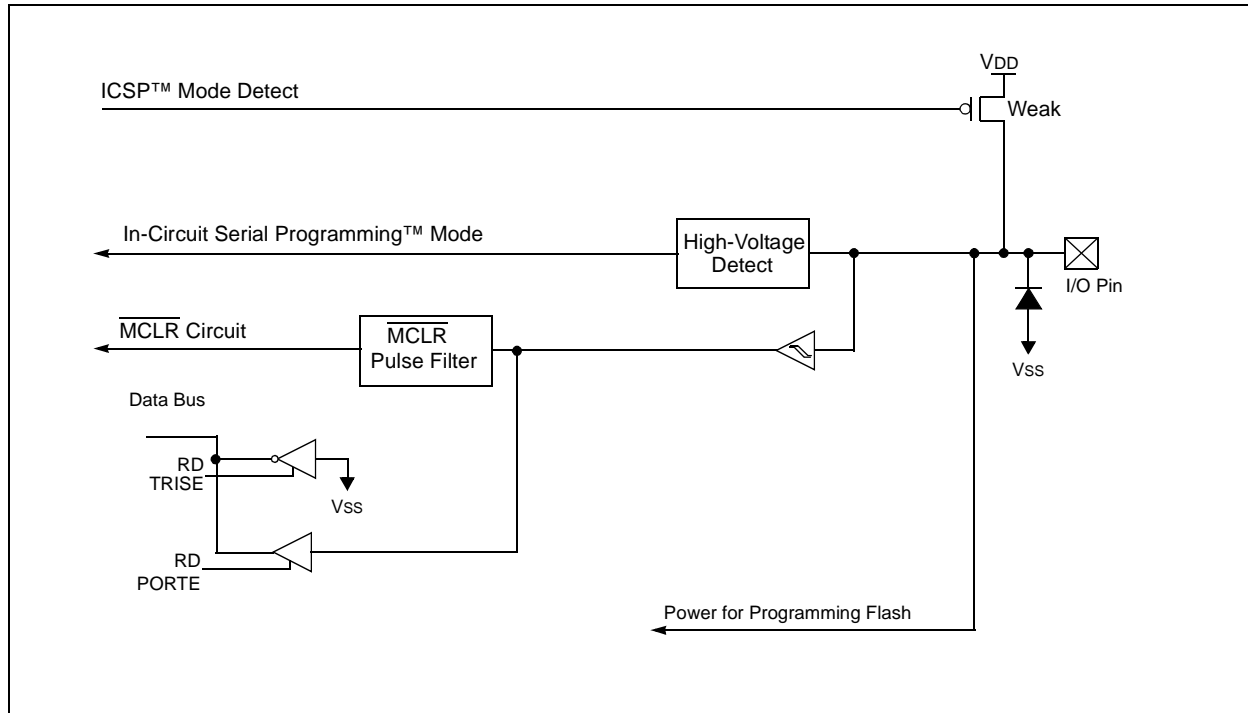 VDD
ICSP™ Mode Detect
Weak
In-Circuit Serial Programming™ Mode
High-Voltage
Detect
I/O Pin
MCLR Circuit
MCLR
Pulse Filter
VSS
Data Bus
RD
TRISE
VSS
RD
PORTE
Power for Programming Flash